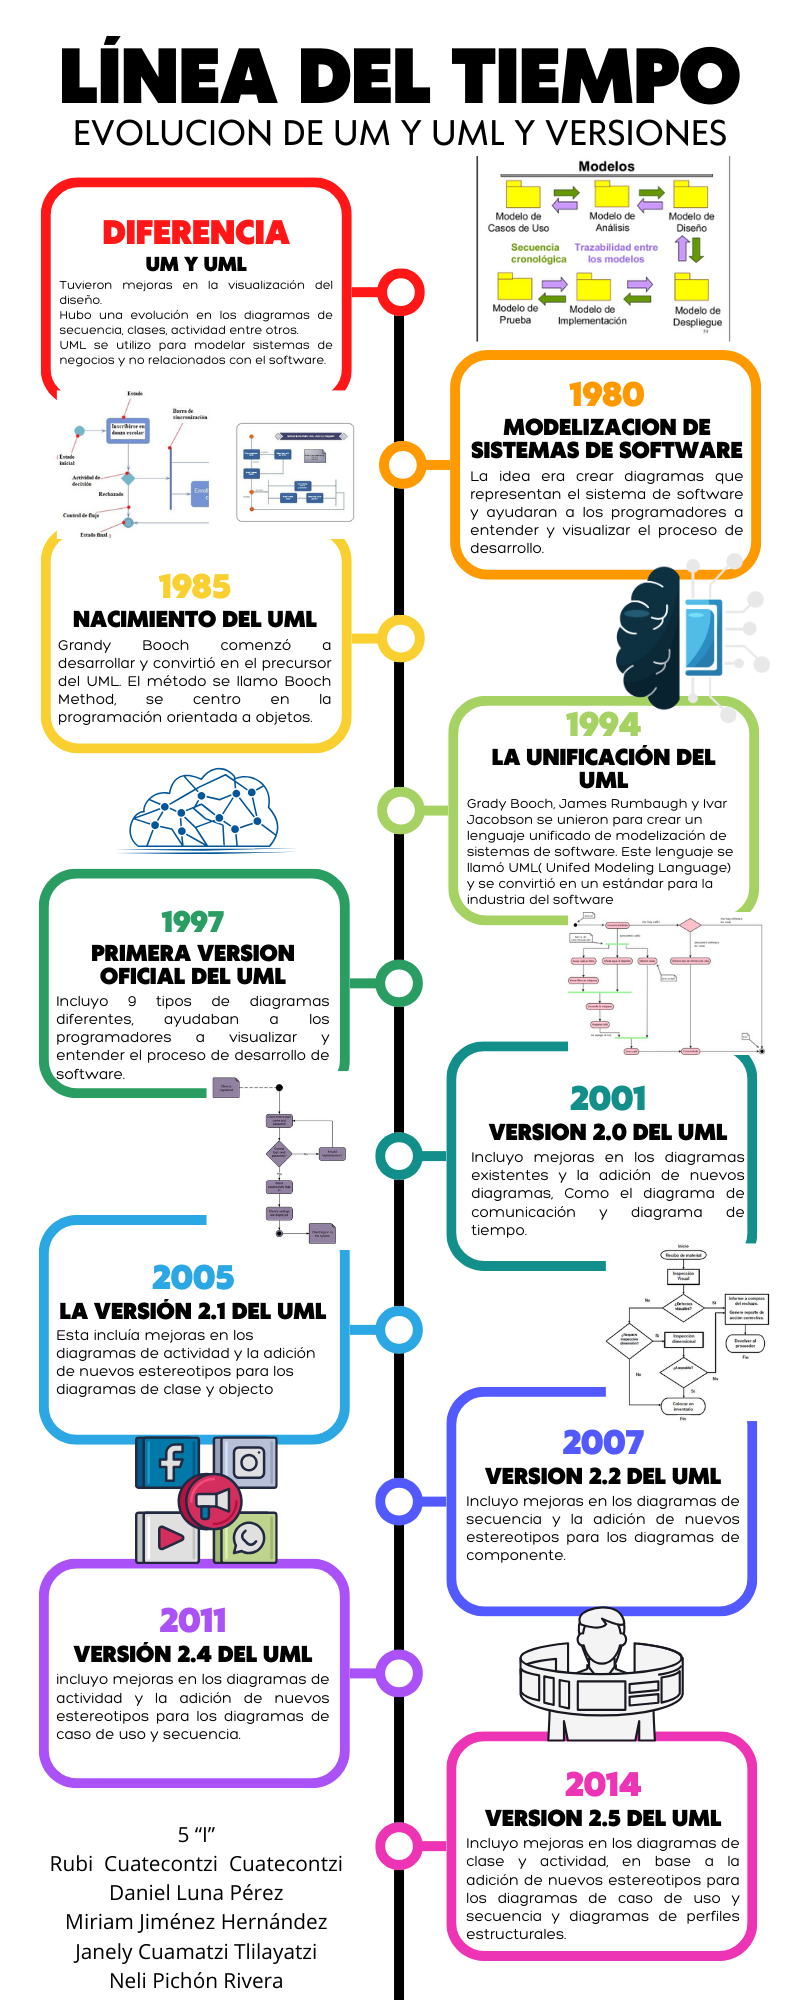 LÍNEA DEL TIEMPO
EVOLUCION DE UM Y UML Y VERSIONES
DIFERENCIA
UM Y UML
Tuvieron mejoras en la visualización del
diseño.
Hubo una evolución en los diagramas de
secuencia, clases, actividad entre otros.
UML se utilizo para modelar sistemas de
negocios y no relacionados con el software.
Modelos
Modelo de
Casos de Uso
Modelo de
Análisis
Modelo de
Diseño
Secuencia
cronológica
Trazabilidad entre
los modelos
Modelo de
Prueba
Modelo de
Implementación
Modelo de
Despliegue
1980
MODELIZACION DE
SISTEMAS DE SOFTWARE
La idea era crear diagramas que
representan el sistema de software
y ayudaran a los programadores a
entender y visualizar el proceso de
desarrollo.
Estado
Barra de
sincronización
Inscribirse en
danza escolar
Estado
inicial
Actividad de
decisión
Rechazado
Control de flujo
Estado final
1985
NACIMIENTO DEL UML
Grandy Booch comenzó a
desarrollar y convirtió en el precursor
del UML. El método se llamo Booch
Method, se centro en la
programación orientada a objetos.
1994
LA UNIFICACIÓN DEL
UML
Grady Booch, James Rumbaugh y Ivar
Jacobson se unieron para crear un
lenguaje unificado de modelización de
sistemas de software. Este lenguaje se
llamó UML( Unifed Modeling Language)
y se convirtió en un estándar para la
industria del software
1997
PRIMERA VERSION
OFICIAL DEL UML
Incluyo 9 tipos de diagramas
diferentes, ayudaban a los
programadores a visualizar y
entender el proceso de desarrollo de
software.
2001
VERSION 2.0 DEL UML
Incluyo mejoras en los diagramas
existentes y la adición de nuevos
diagramas, Como el diagrama de
comunicación y diagrama de
tiempo.
2005
LA VERSIÓN 2.1 DEL UML
Esta incluía mejoras en los
diagramas de actividad y la adición
de nuevos estereotipos para los
diagramas de clase y objecto
Inicio
Recibo de material
Inspección
Visual
No
Si
Informe a compras
del rechazo.
Genere reporte de
acción correctiva.
Inspección
dimensional
Si
Devolver al
proveedor
Fin
No
No
Si
Colocar en
inventario
Fin
2007
VERSION 2.2 DEL UML
Incluyo mejoras en los diagramas de
secuencia y la adición de nuevos
estereotipos para los diagramas de
componente.
2011
VERSIÓN 2.4 DEL UML
incluyo mejoras en los diagramas de
actividad y la adición de nuevos
estereotipos para los diagramas de
caso de uso y secuencia.
2014
VERSION 2.5 DEL UML
Incluyo mejoras en los diagramas de
clase y actividad, en base a la
adición de nuevos estereotipos para
los diagramas de caso de uso y
secuencia y diagramas de perfiles
estructurales.
5 “I”
Rubi Cuatecontzi Cuatecontzi
Daniel Luna Pérez
Miriam Jiménez Hernández
Janely Cuamatzi Tlilayatzi
Neli Pichón Rivera